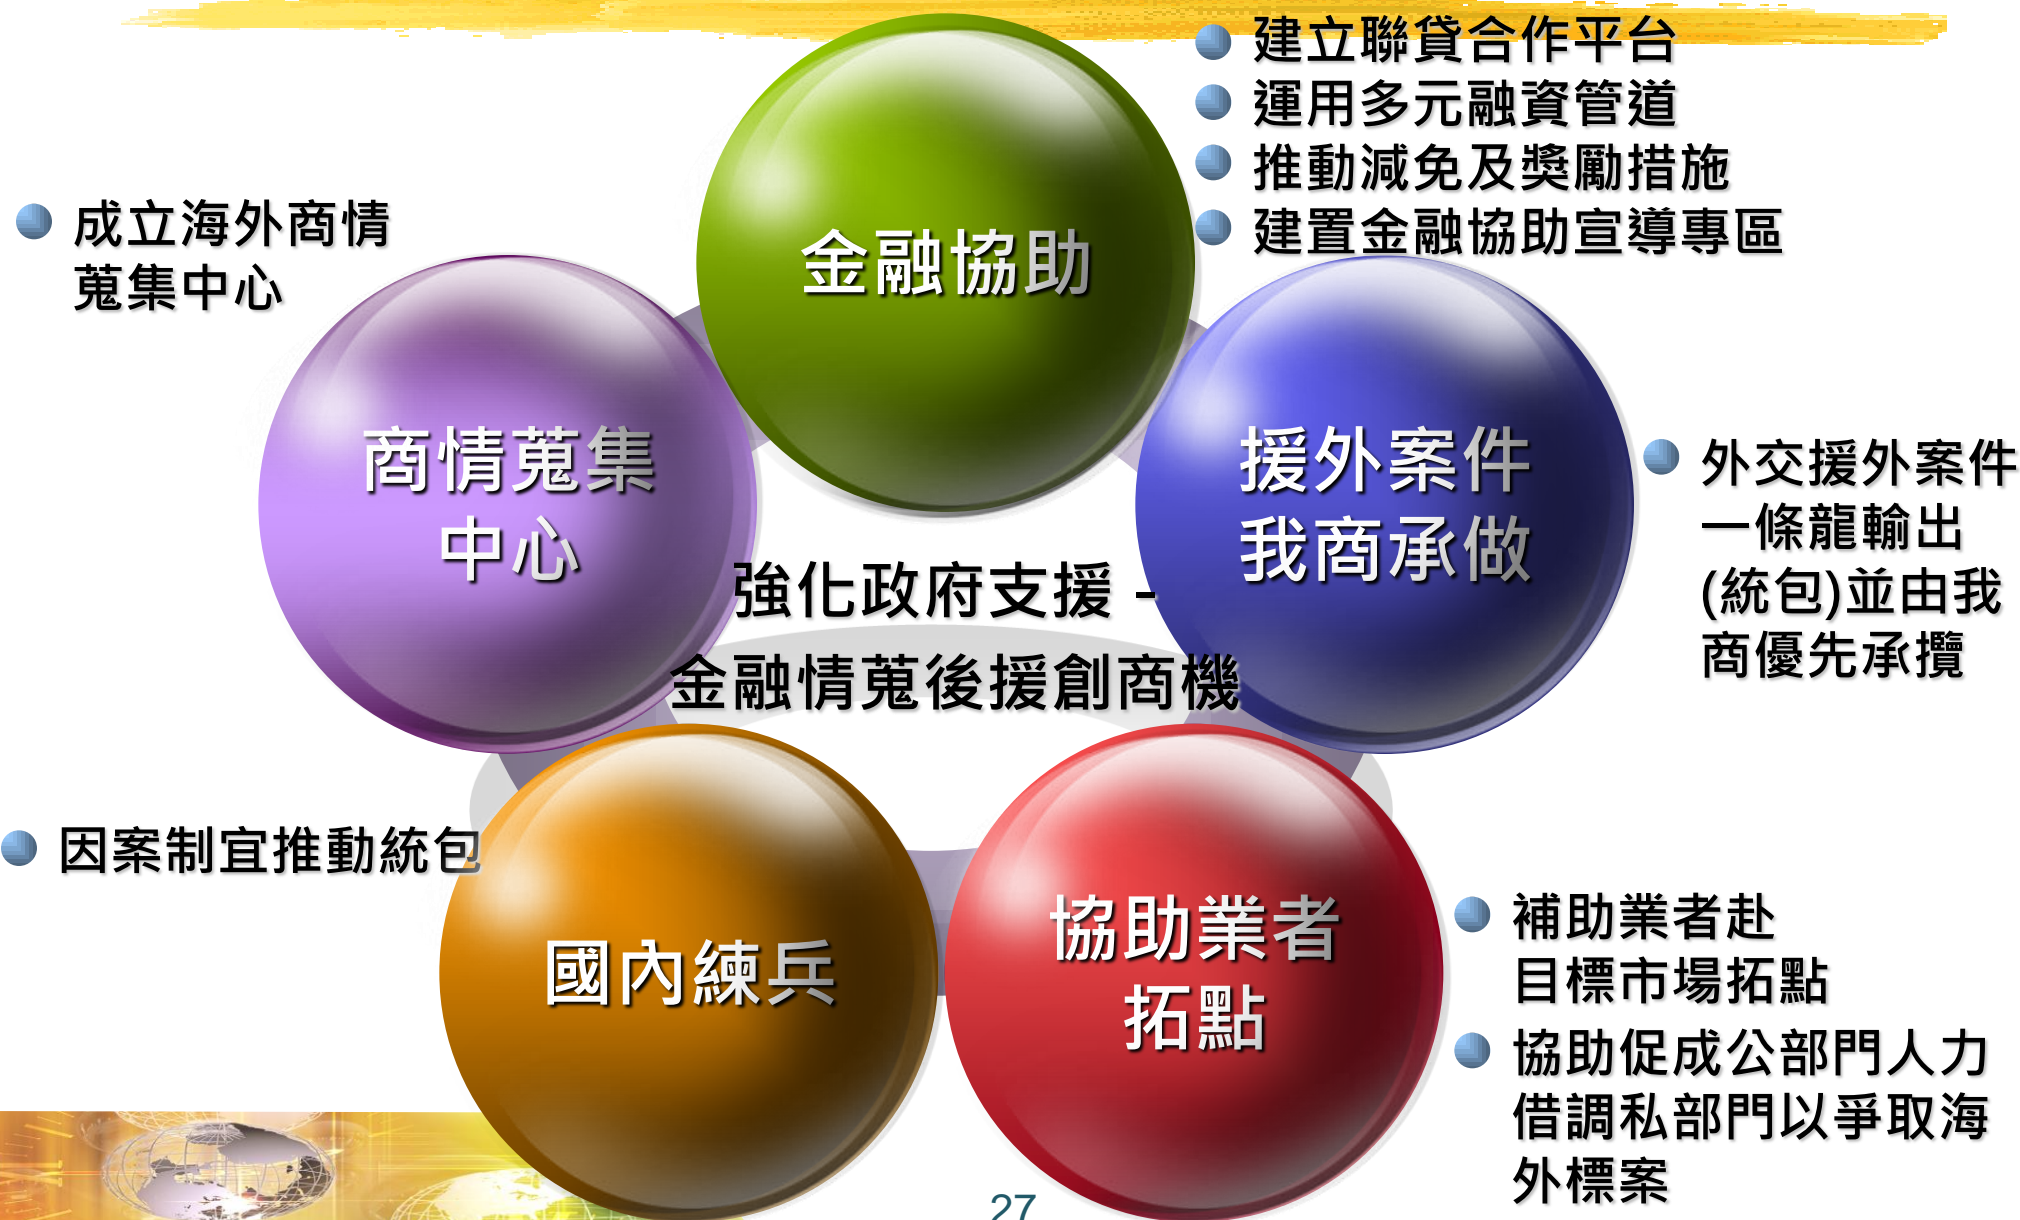 建立聯貸合作平台
運用多元融資管道
推動減免及獎勵措施
建置金融協助宣導專區
金融協助
成立海外商情
蒐集中心
商情蒐集
中心
援外案件
我商承做
外交援外案件
一條龍輸出
(統包)並由我
商優先承攬
強化政府支援 –
金融情蒐後援創商機
因案制宜推動統包
國內練兵
協助業者
拓點
補助業者赴
目標市場拓點
協助促成公部門人力
借調私部門以爭取海
外標案
27